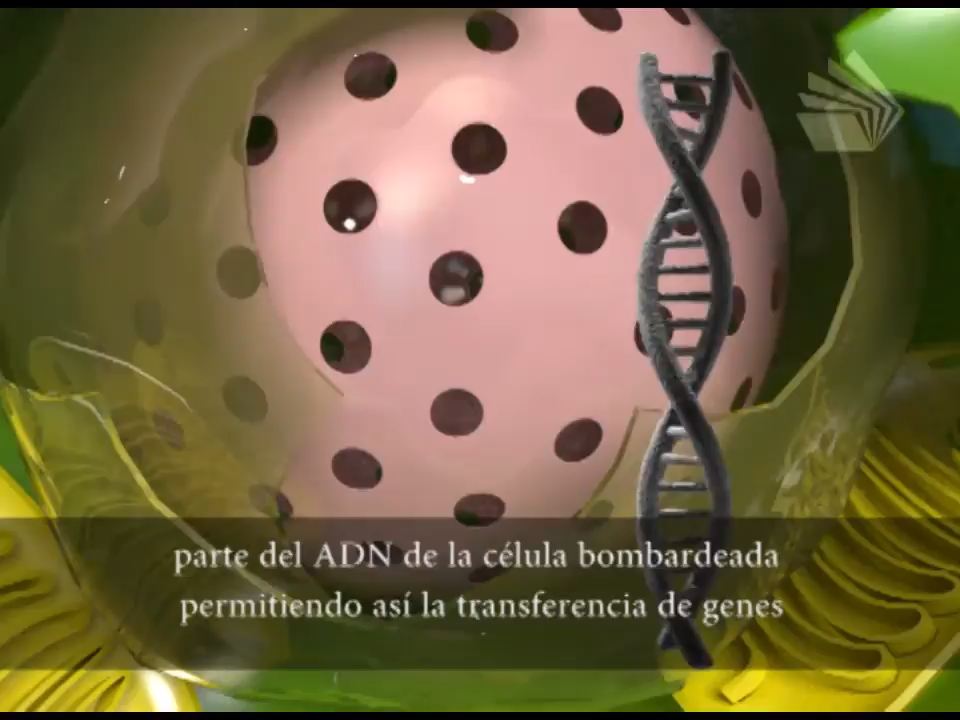 parte del ADN de la célula bombardeada
permitiendo así la transferencia de genes